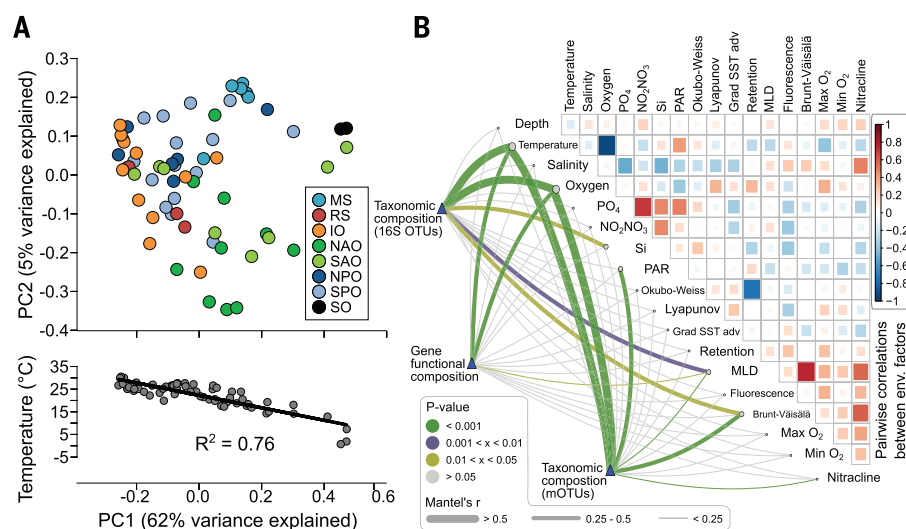 A
PC2 (5% variance explained)
0.3
0.2
0.1
0.0
-0.1
-0.2
-0.3
-0.4
MS
RS
IO
NAO
SAO
NPO
SPO
SO
Temperature (°C)
35
25
15
5
-5
R² = 0.76
-0.2
0.0
0.2
0.4
0.6
PC1 (62% variance explained)
B
Temperature
Salinity
Oxygen
PO₄
NO₂NO₃
Si
PAR
Okubo-Weiss
Lyapunov
Grad SST adv
Retention
MLD
Fluorescence
Brunt-Väisälä
Max O₂
Min O₂
Nitracline
Depth
Temperature
Salinity
Oxygen
PO₄
NO₂NO₃
Si
PAR
Okubo-Weiss
Lyapunov
Grad SST adv
Retention
MLD
Fluorescence
Brunt-Väisälä
Max O₂
Min O₂
Nitracline
Taxonomic
composition
(16S OTUs)
Gene
functional
composition
Taxonomic
compostion
(mOTUs)
1
0.8
0.6
0.4
0.2
0
-0.2
-0.4
-0.6
-0.8
-1
Pairwise correlations
between env. factors
P-value
< 0.001
0.001 < x < 0.01
0.01 < x < 0.05
> 0.05
Mantel's r
> 0.5
0.25 - 0.5
< 0.25